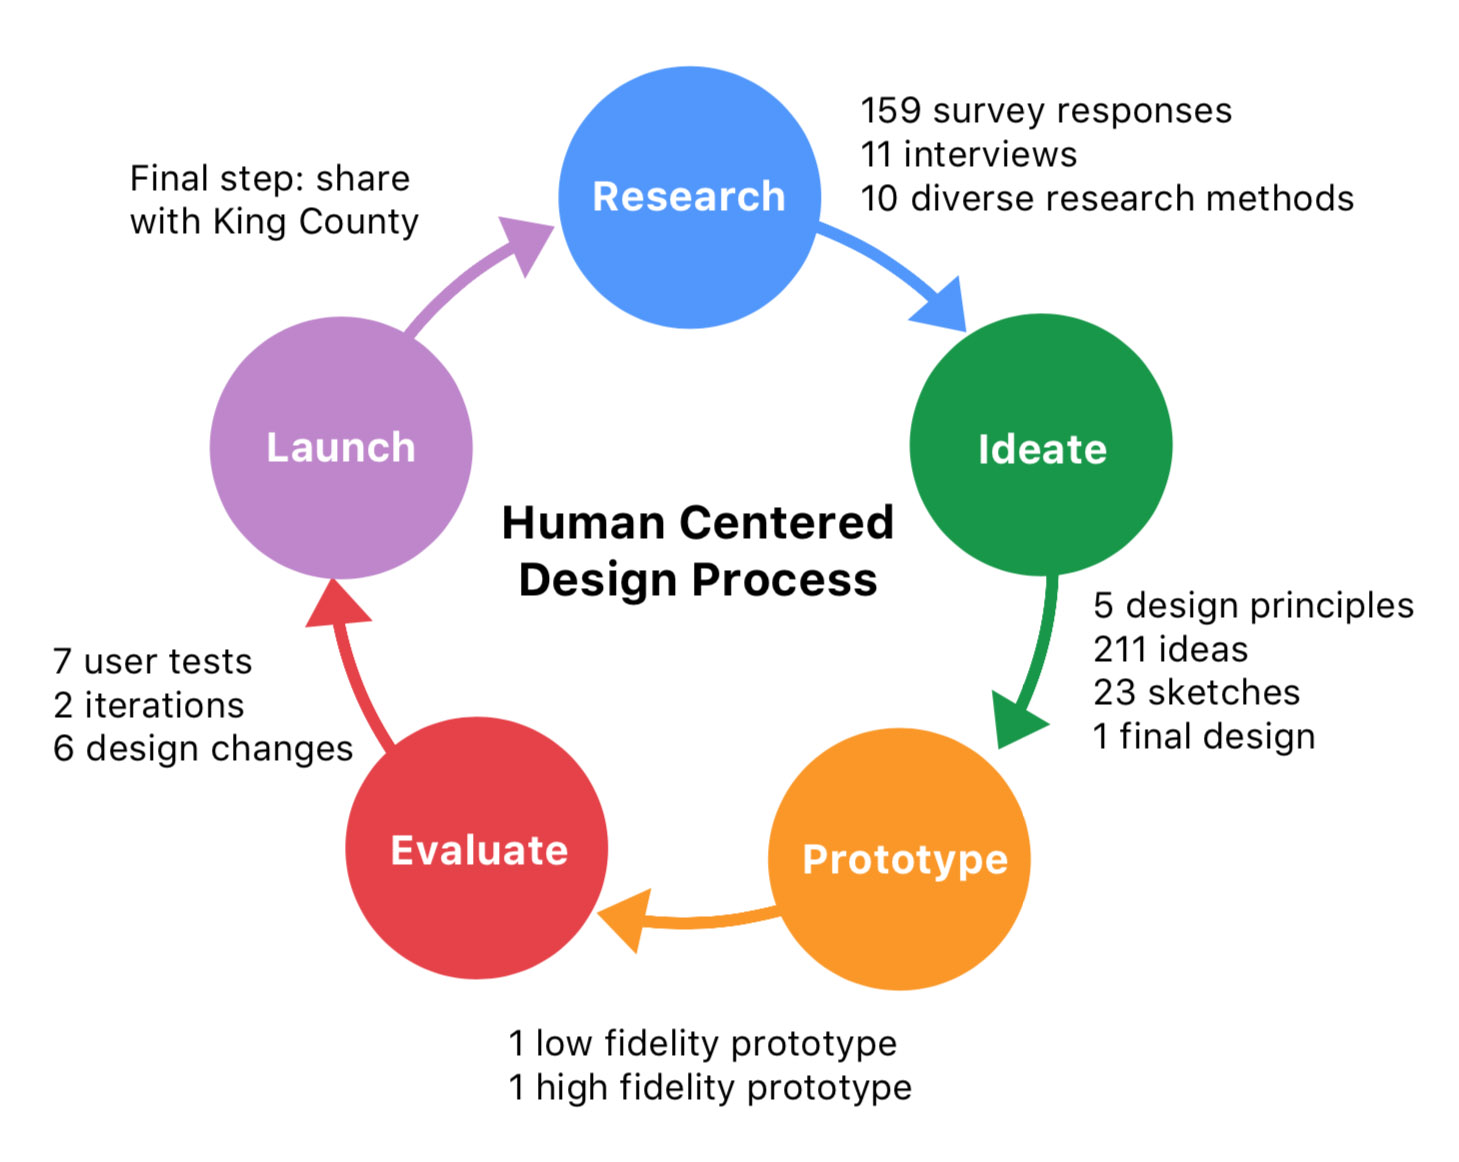 Research
159 survey responses
11 interviews
10 diverse research methods
Final step: share
with King County
Launch
Ideate
Human Centered
Design Process
5 design principles
211 ideas
23 sketches
1 final design
7 user tests
2 iterations
6 design changes
Evaluate
Prototype
1 low fidelity prototype
1 high fidelity prototype